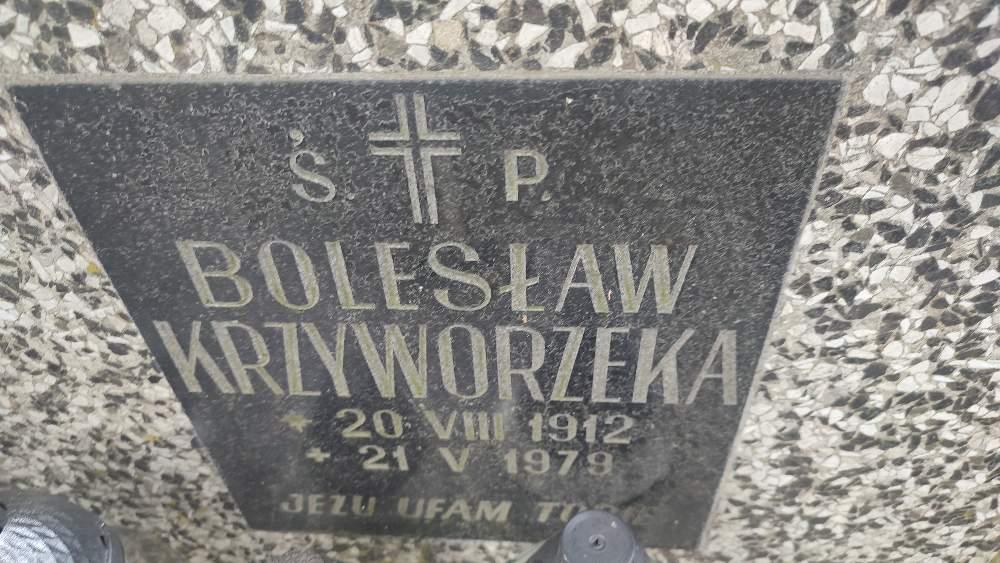 Ś. P.
BOLESŁAW
KRZYWORZEKA
* 20 VIII 1912
+ 21 V 1979
JEZU UFAM